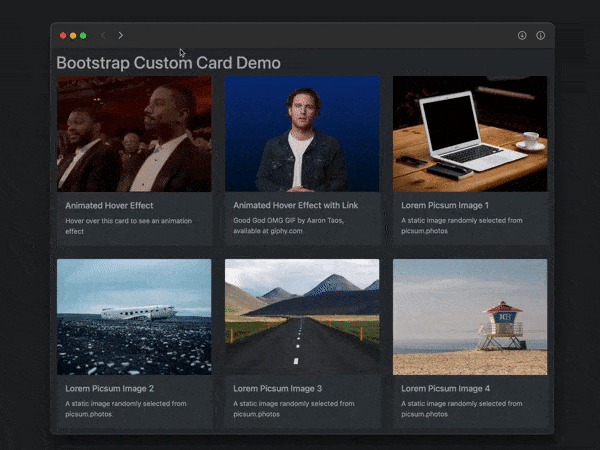 Bootstrap Custom Card Demo
Animated Hover Effect
Hover over this card to see an animation
effect
Animated Hover Effect with Link
Good God OMG GIF by Aaron Taos,
available at giphy.com
Lorem Picsum Image 1
A static image randomly selected from
picsum.photos
Lorem Picsum Image 2
A static image randomly selected from
picsum.photos
Lorem Picsum Image 3
A static image randomly selected from
picsum.photos
Lorem Picsum Image 4
A static image randomly selected from
picsum.photos